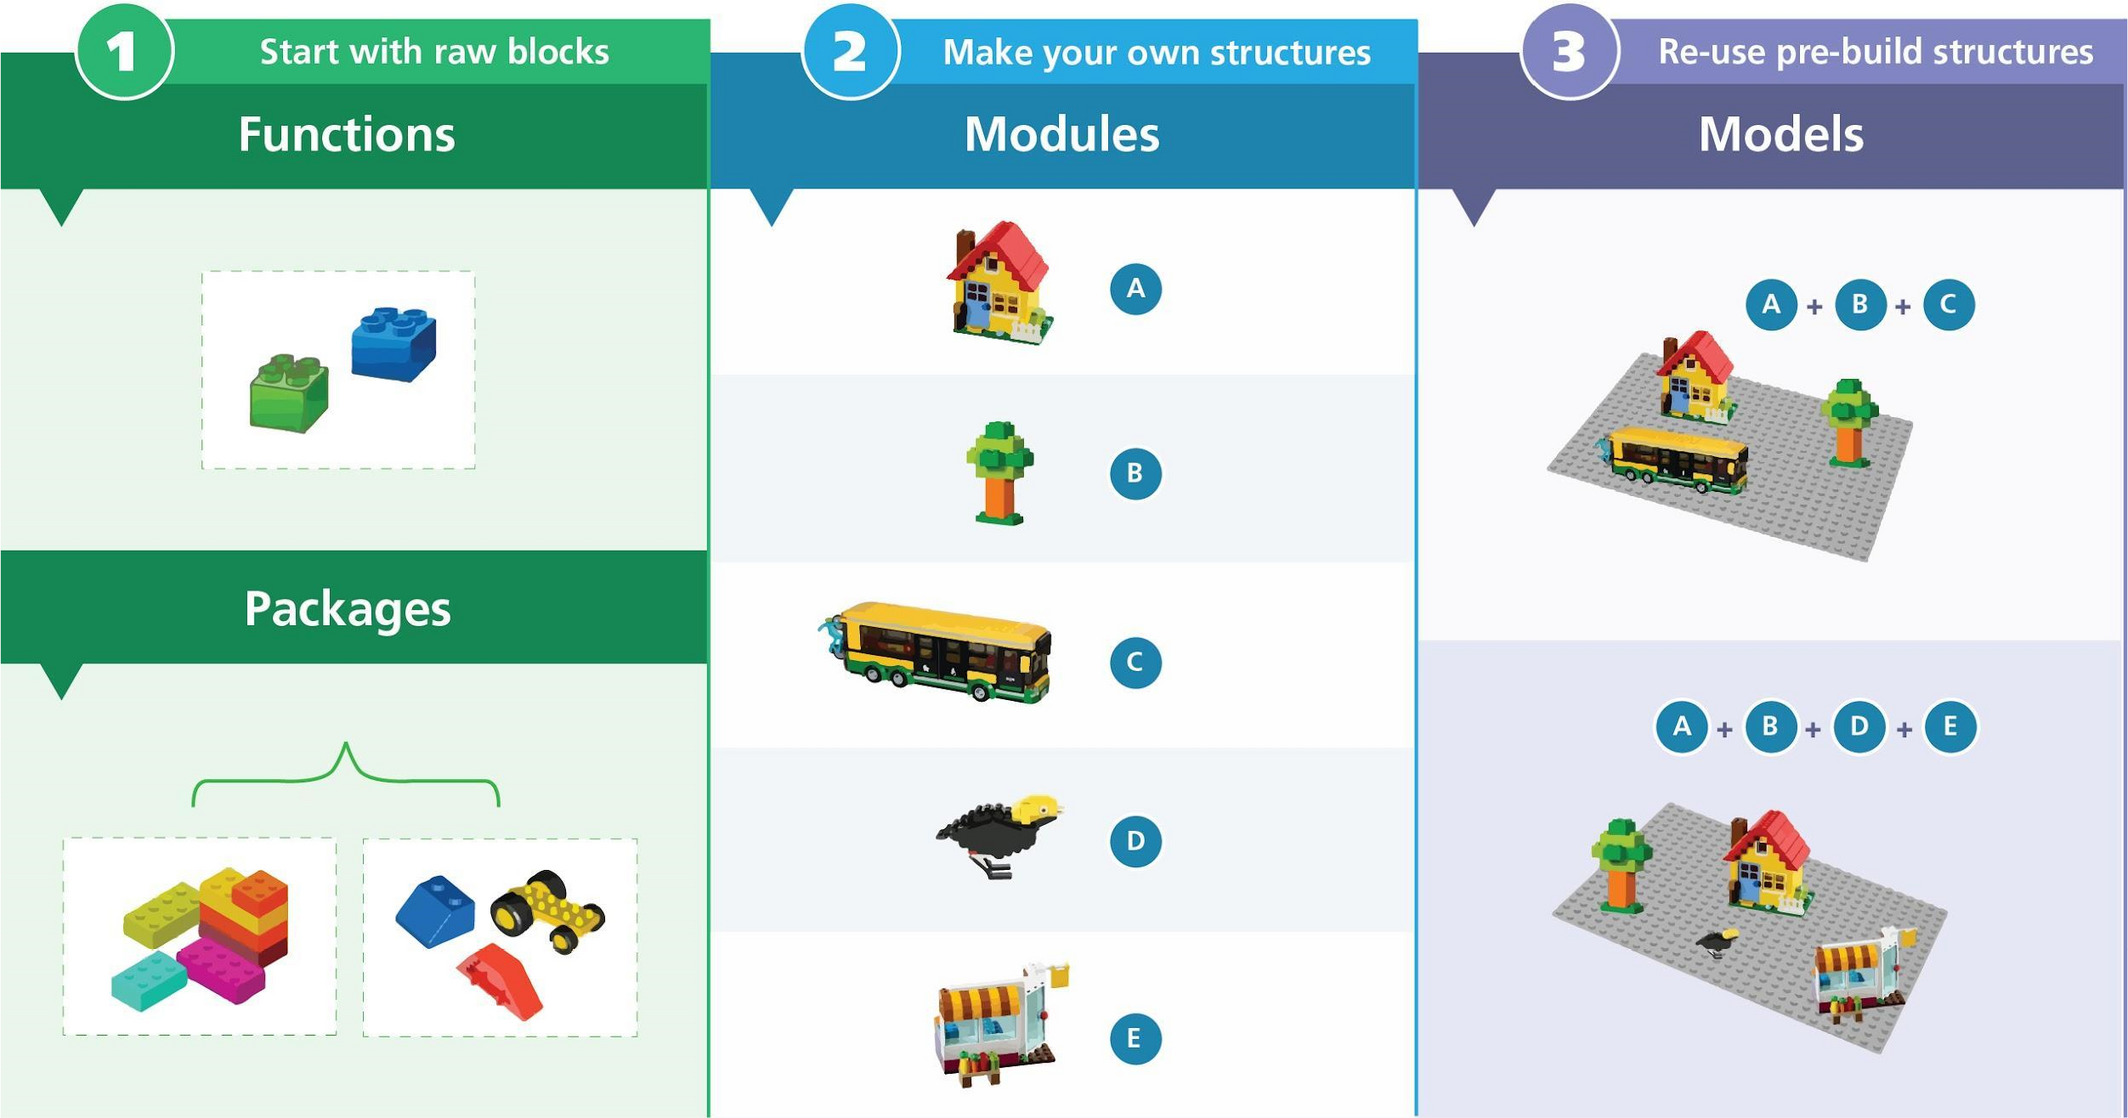 1
Start with raw blocks
Functions
Packages
2
Make your own structures
Modules
A
B
C
D
E
3
Re-use pre-build structures
Models
A + B + C
A + B + D + E